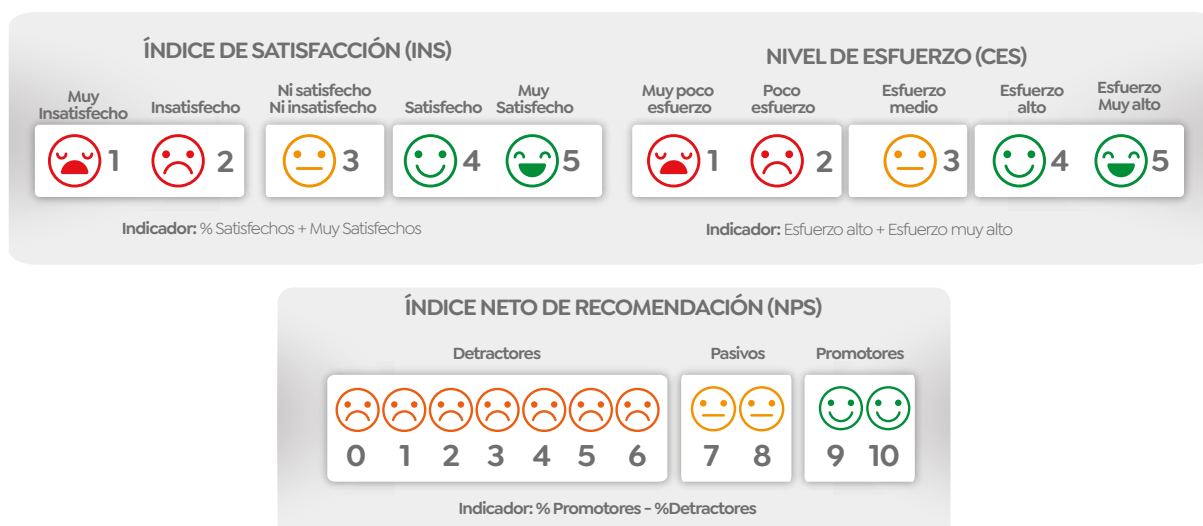 ÍNDICE DE SATISFACCIÓN (INS)
Muy
Insatisfecho
Insatisfecho
Ni satisfecho
Ni insatisfecho
Satisfecho
Muy
Satisfecho
1 2 3 4 5
Indicador: % Satisfechos + Muy Satisfechos
NIVEL DE ESFUERZO (CES)
Muy poco
esfuerzo
Poco
esfuerzo
Esfuerzo
medio
Esfuerzo
alto
Esfuerzo
Muy alto
1 2 3 4 5
Indicador: Esfuerzo alto + Esfuerzo muy alto
ÍNDICE NETO DE RECOMENDACIÓN (NPS)
Detractores Pasivos Promotores
0 1 2 3 4 5 6 7 8 9 10
Indicador: % Promotores - %Detractores